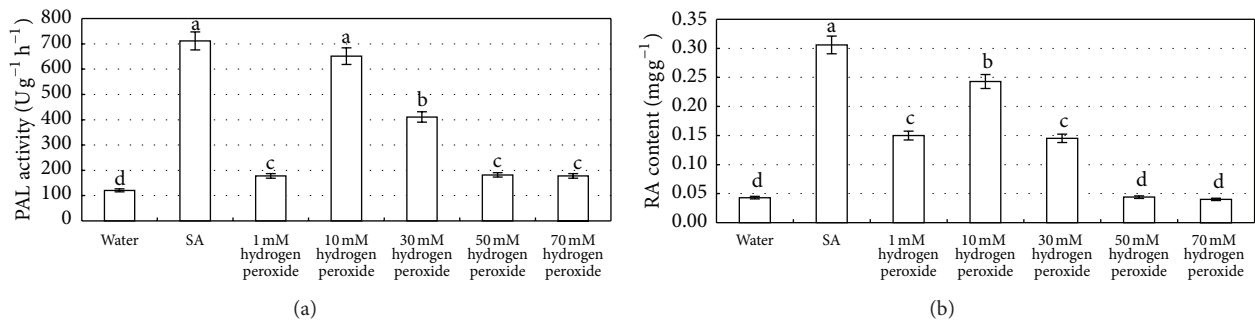 PAL activity (U g⁻¹ h⁻¹)
800
700
600
500
400
300
200
100
0
d
a
c
a
b
c
c
Water
SA
1 mM hydrogen peroxide
10 mM hydrogen peroxide
30 mM hydrogen peroxide
50 mM hydrogen peroxide
70 mM hydrogen peroxide
(a)
RA content (mgg⁻¹)
0.35
0.30
0.25
0.20
0.15
0.10
0.05
0.00
d
a
c
b
c
d
d
Water
SA
1 mM hydrogen peroxide
10 mM hydrogen peroxide
30 mM hydrogen peroxide
50 mM hydrogen peroxide
70 mM hydrogen peroxide
(b)